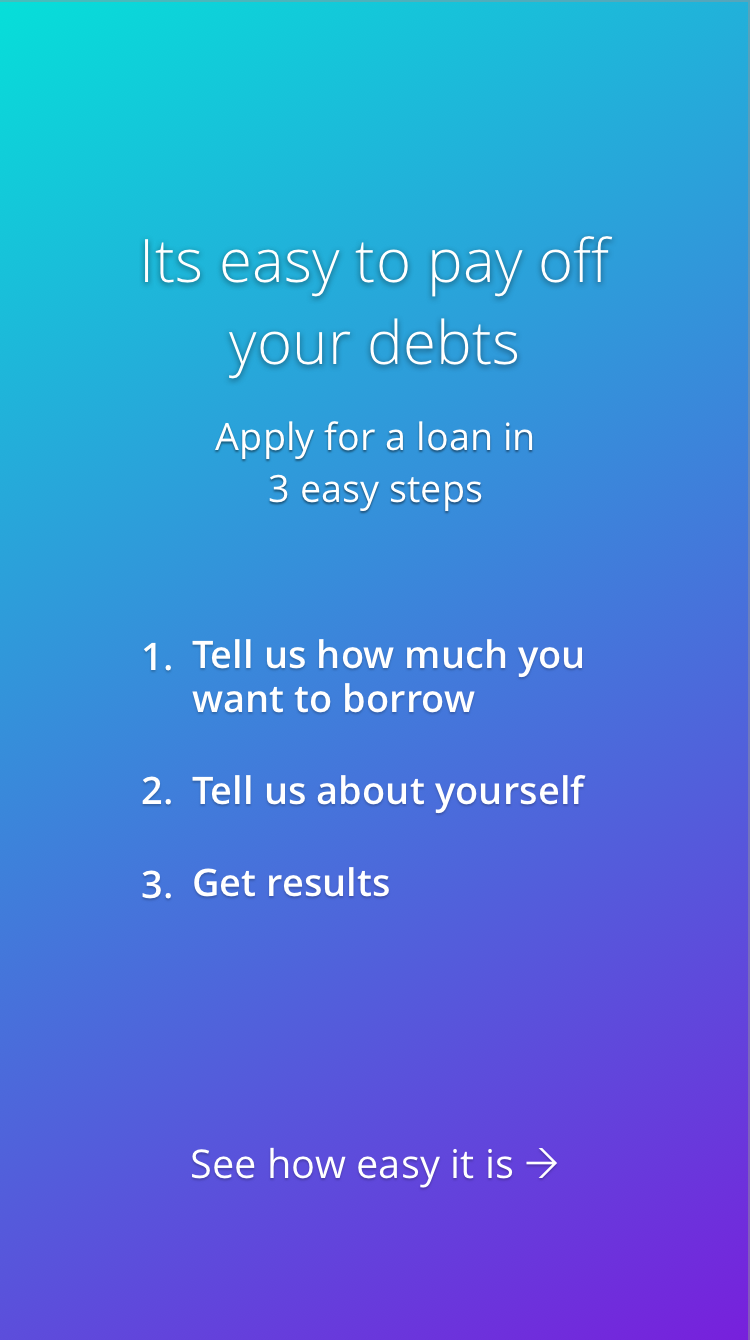 Its easy to pay off
your debts
Apply for a loan in
3 easy steps
1. Tell us how much you
want to borrow
2. Tell us about yourself
3. Get results
See how easy it is →